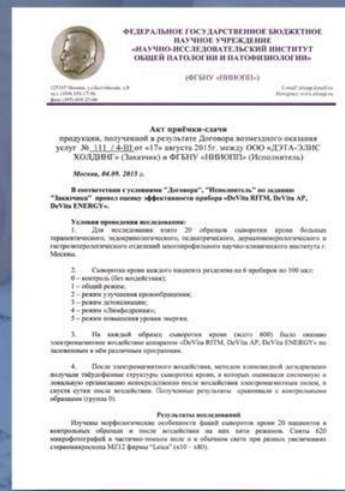 ФЕДЕРАЛЬНОЕ ГОСУДАРСТВЕННОЕ БЮДЖЕТНОЕ
НАУЧНОЕ УЧРЕЖДЕНИЕ
«НАУЧНО-ИССЛЕДОВАТЕЛЬСКИЙ ИНСТИТУТ
ОБЩЕЙ ПАТОЛОГИИ И ПАТОФИЗИОЛОГИИ»
(ФГБНУ «НИИОПП»)
Акт приёмки-сдачи
продукции, полученной в результате Договора возмездного оказания
услуг № 111 / 4-III от «17» августа 2015г. между ООО «ДЭТА-ЭЛИС
ХОЛДИНГ» (Заказчик) и ФГБНУ «НИИОПП» (Исполнитель)
Москва, 04.09. 2015 г.
В соответствии с условиями "Договора", "Исполнитель" по заданию
"Заказчика" провел оценку эффективности прибора «DeVita RITM, DeVita AP,
DeVita ENERGY».
Условия проведения исследования:
1. Для исследования взято 20 образцов сыворотки крови больных
терапевтического, эндокринологического, педиатрического, дерматовенерологического и
гастроэнтерологического отделений многопрофильного научно-клинического института г.
Москва.
2. Сыворотка крови каждого пациента разделена на 6 пробирок по 100 мкл:
0 – контроль (без воздействия);
1 – общий режим;
2 – режим улучшения кровообращения;
3 – режим детоксикации;
4 – режим «Лимфодренаж»;
5 – режим повышения уровня энергии.
3. На каждый образец сыворотки крови (всего 600) было оказано
электромагнитное воздействие аппаратом «DeVita RITM, DeVita AP, DeVita ENERGY» по
заложенным в нём различным программам.
4. После электромагнитного воздействия, методом клиновидной дегидратации
получали твёрдофазные структуры сыворотки крови, в которых оценивали системную и
локальную организацию непосредственно после воздействия электромагнитным полем, и
спустя сутки после воздействия. Полученные результаты сравнивали с контрольными
образцами (группа 0).
Результаты исследований
Изучены морфологические особенности фаций сыворотки крови 20 пациентов в
контрольных образцах и после воздействия на них пяти режимов. Сняты 620
микрофотографий в частично-темном поле и в обычном свете при разных увеличениях
стереомикроскопа MZ12 фирмы "Leica" (х10 – х80).